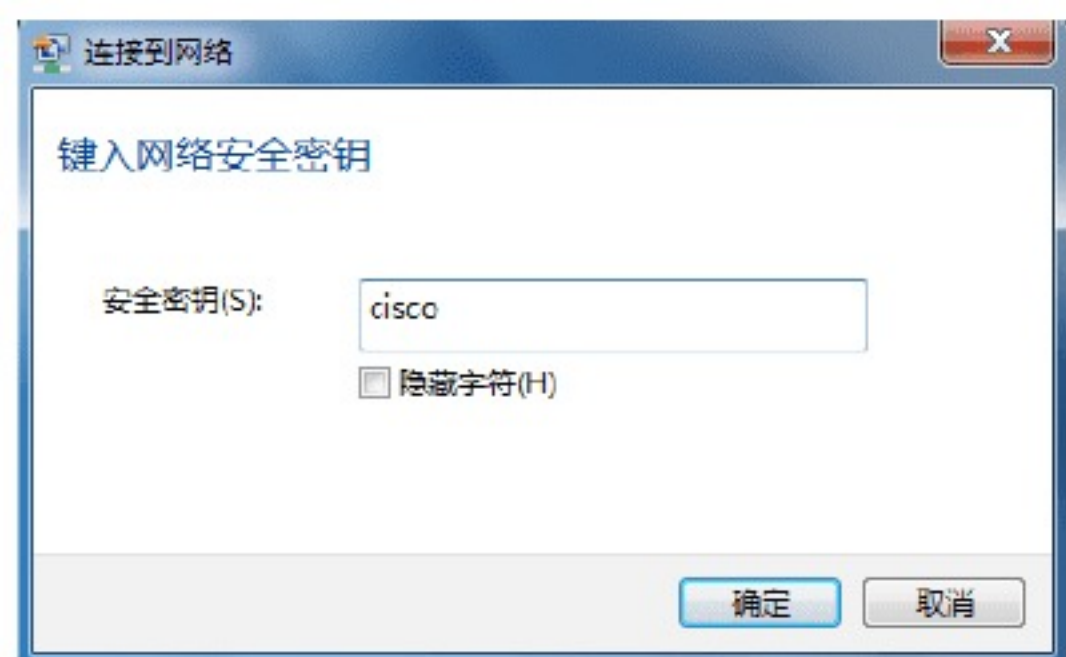 连接到网络
键入网络安全密钥
安全密钥(S):
cisco
隐藏字符(H)
确定
取消